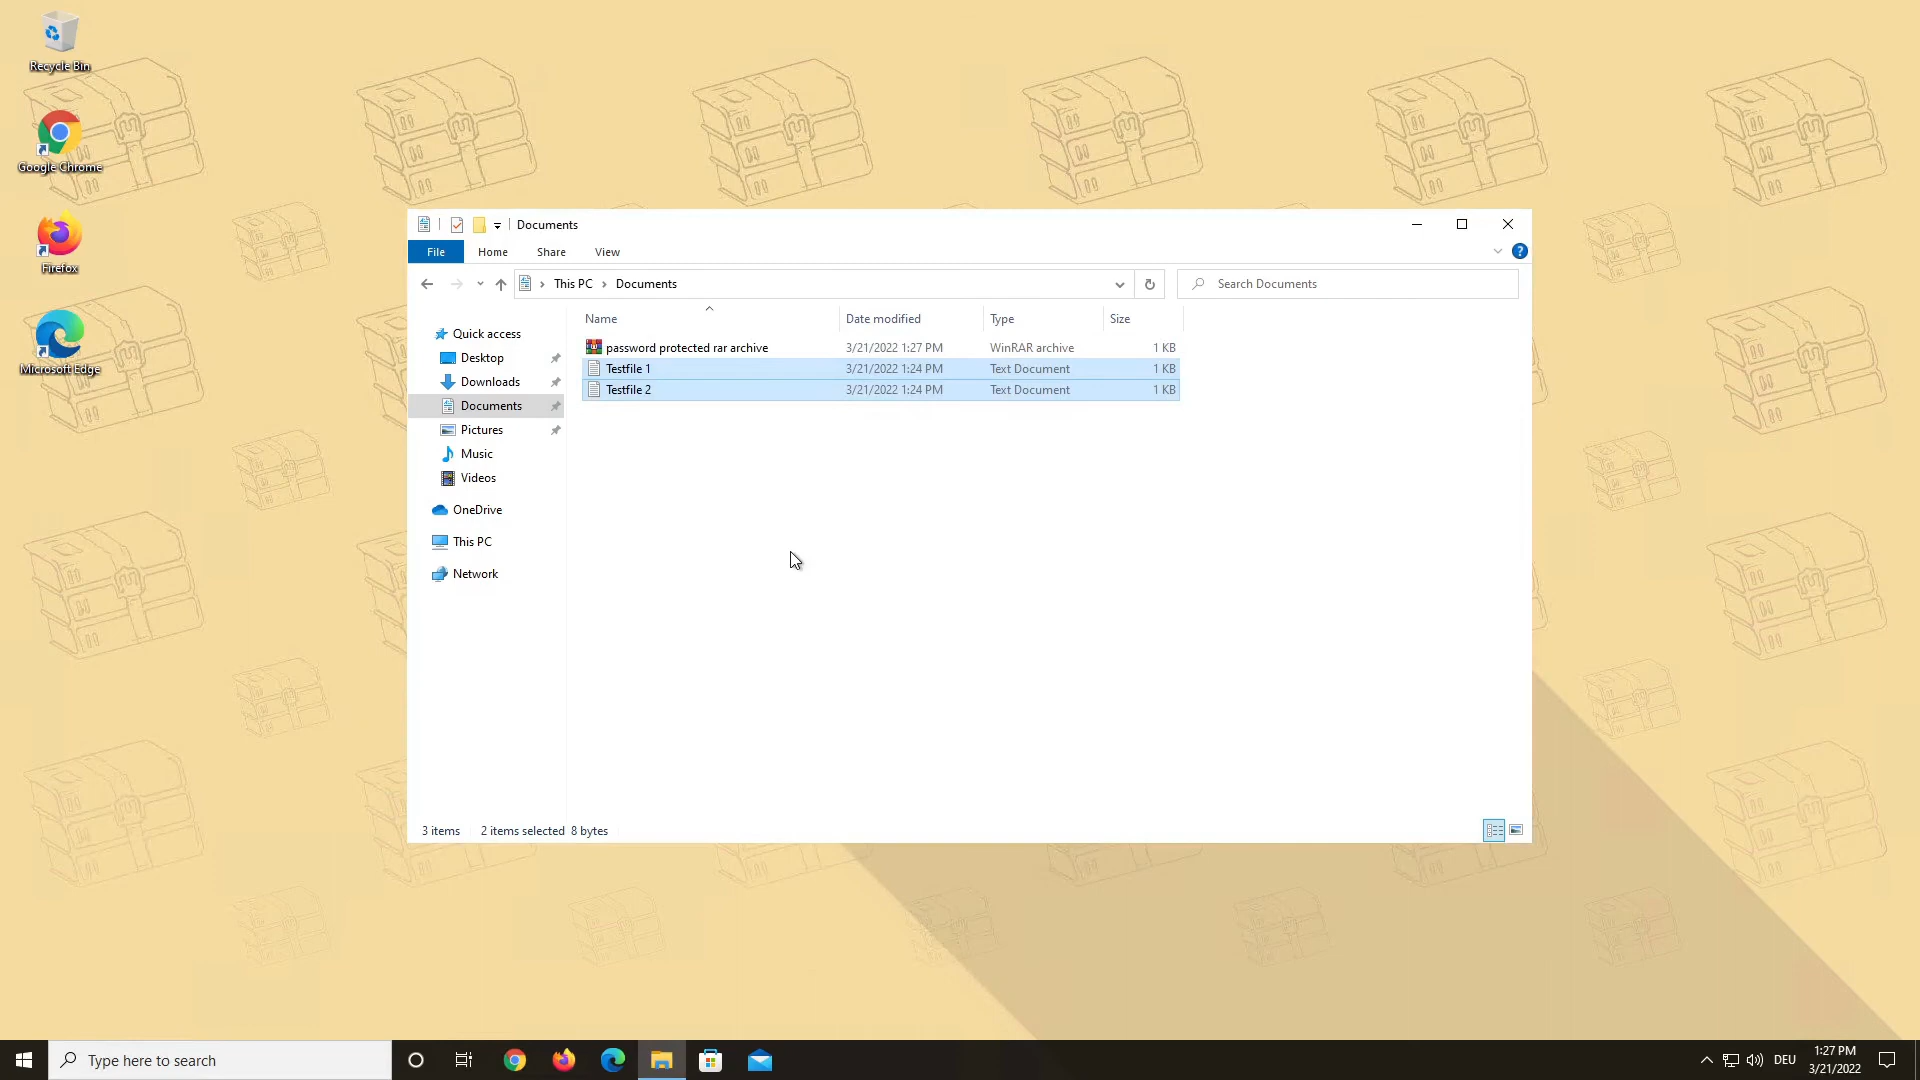 Recycle Bin
Google Chrome
Firefox
Microsoft Edge
Documents
File Home Share View
This PC Documents
Search Documents
Name Date modified Type Size
Quick access
Desktop
Downloads
Documents
Pictures
Music
Videos
OneDrive
This PC
Network
password protected rar archive 3/21/2022 1:27 PM WinRAR archive 1 KB
Testfile 1 3/21/2022 1:24 PM Text Document 1 KB
Testfile 2 3/21/2022 1:24 PM Text Document 1 KB
3 items 2 items selected 8 bytes
Type here to search
DEU
1:27 PM
3/21/2022